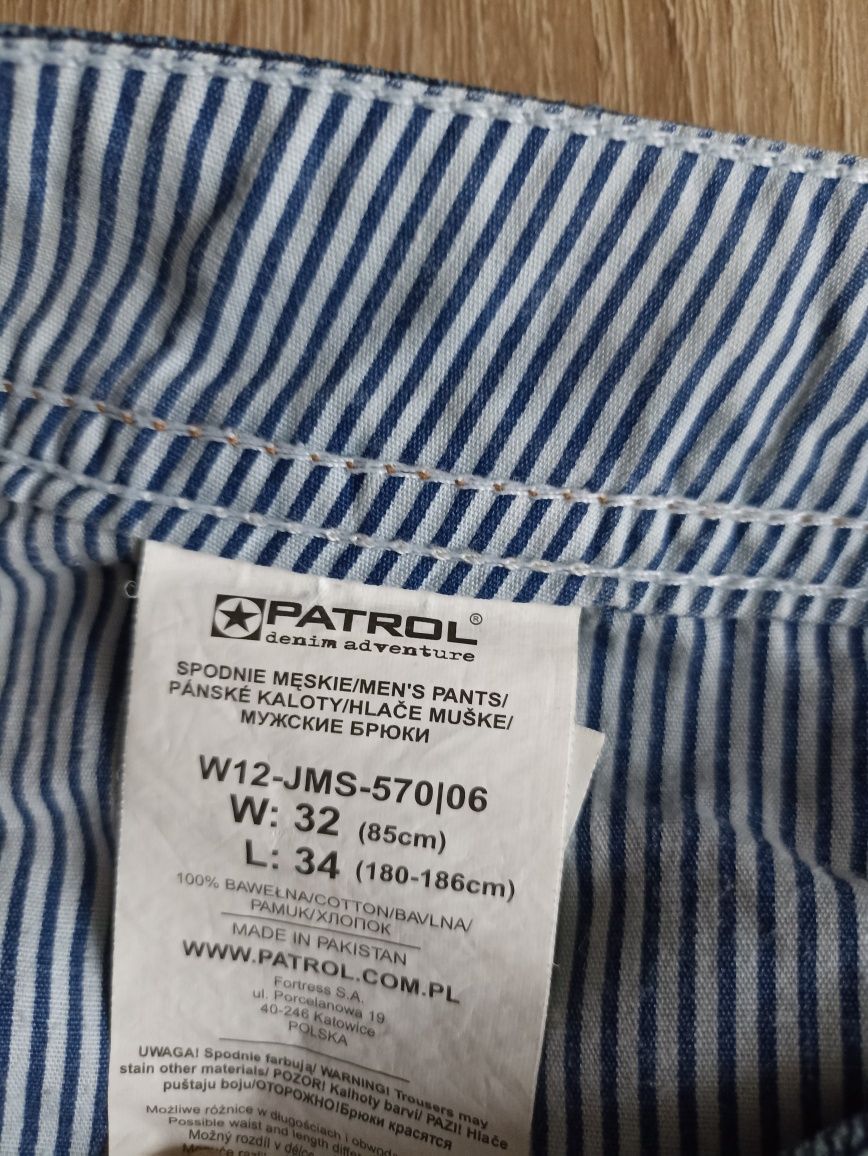 PATROL®
denim adventure
SPODNIE MĘSKIE/MEN'S PANTS/
PÁNSKÉ KALOTY/HLAČE MUŠKE/
МУЖСКИЕ БРЮКИ
W12-JMS-570|06
W: 32 (85cm)
L: 34 (180-186cm)
100% BAWEŁNA/COTTON/BAVLNA/
PAMUK/ХЛОПОК
MADE IN PAKISTAN
WWW.PATROL.COM.PL
Fortress S.A.
ul. Porcelanowa 19
40-246 Katowice
POLSKA
UWAGA! Spodnie farbują/ WARNING! Trousers may
stain other materials/ POZOR! Kalhoty barví/ PAZI! Hlače
puštaju boju/ОТОРОЖНО!Брюки красятся
Możliwe różnice w długościach i obwodach
Possible waist and length
Možný rozdíl v délce